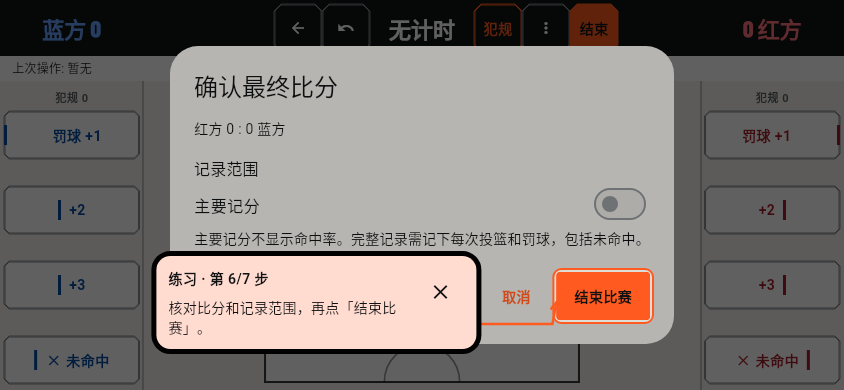 蓝方 0
无计时
犯规
结束
0 红方
上次操作: 暂无
犯规 0
罚球 +1
+2
+3
× 未命中
确认最终比分
红方 0 : 0 蓝方
记录范围
主要记分
主要记分不显示命中率。完整记录需记下每次投篮和罚球，包括未命中。
练习 · 第 6/7 步
核对比分和记录范围，再点「结束比
赛」。
取消
结束比赛
犯规 0
罚球 +1
+2
+3
× 未命中